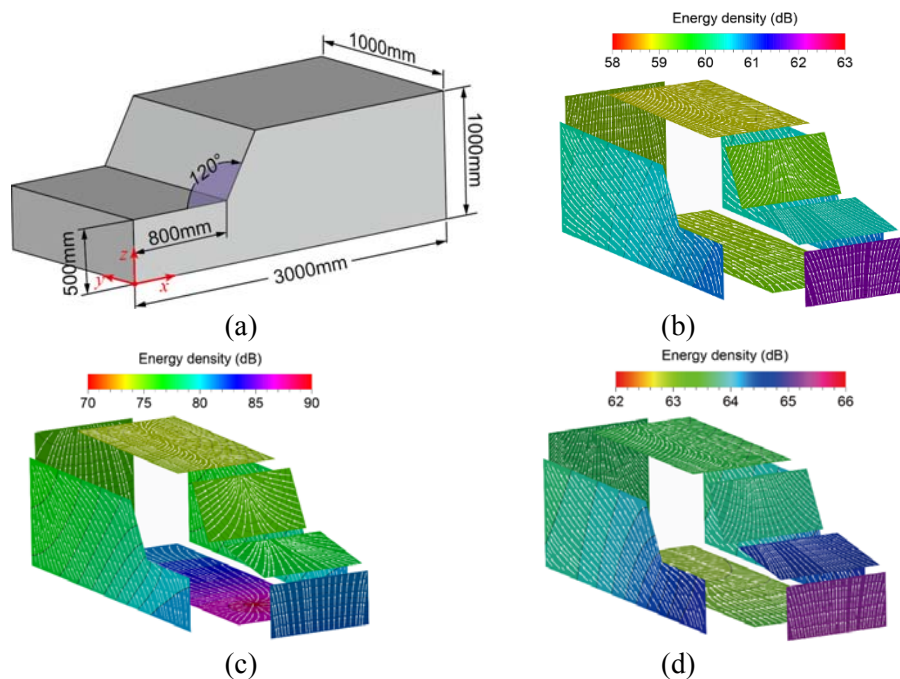 1000mm
1000mm
120°
500mm
800mm
3000mm
z
y
x
(a)
Energy density (dB)
58 59 60 61 62 63
(b)
Energy density (dB)
70 75 80 85 90
(c)
Energy density (dB)
62 63 64 65 66
(d)